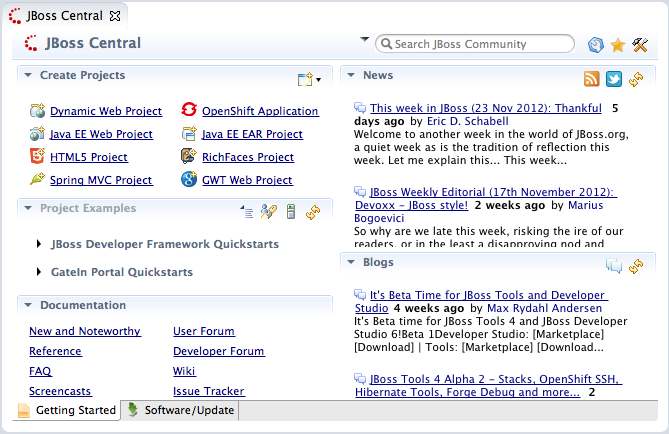 JBoss Central
JBoss Central
Search JBoss Community
Create Projects
Dynamic Web Project
OpenShift Application
Java EE Web Project
Java EE EAR Project
HTML5 Project
RichFaces Project
Spring MVC Project
GWT Web Project
Project Examples
JBoss Developer Framework Quickstarts
GateIn Portal Quickstarts
Documentation
New and Noteworthy
User Forum
Reference
Developer Forum
FAQ
Wiki
Screencasts
Issue Tracker
News
This week in JBoss (23 Nov 2012): Thankful 5
days ago by Eric D. Schabell
Welcome to another week in the world of JBoss.org,
a quiet week as is the tradition of reflection this
week. Let me explain this... This week...
JBoss Weekly Editorial (17th November 2012):
Devoxx - JBoss style! 2 weeks ago by Marius
Bogoevici
So why are we late this week, risking the ire of our
readers, or in the least a disapproving nod and
Blogs
It's Beta Time for JBoss Tools and Developer
Studio 4 weeks ago by Max Rydahl Andersen
It's Beta time for JBoss Tools 4 and JBoss Developer
Studio 6!Beta 1Developer Studio: [Marketplace]
[Download] | Tools: [Marketplace] [Download...
JBoss Tools 4 Alpha 2 - Stacks, OpenShift SSH,
Hibernate Tools, Forge Debug and more... 2
Getting Started
Software/Update